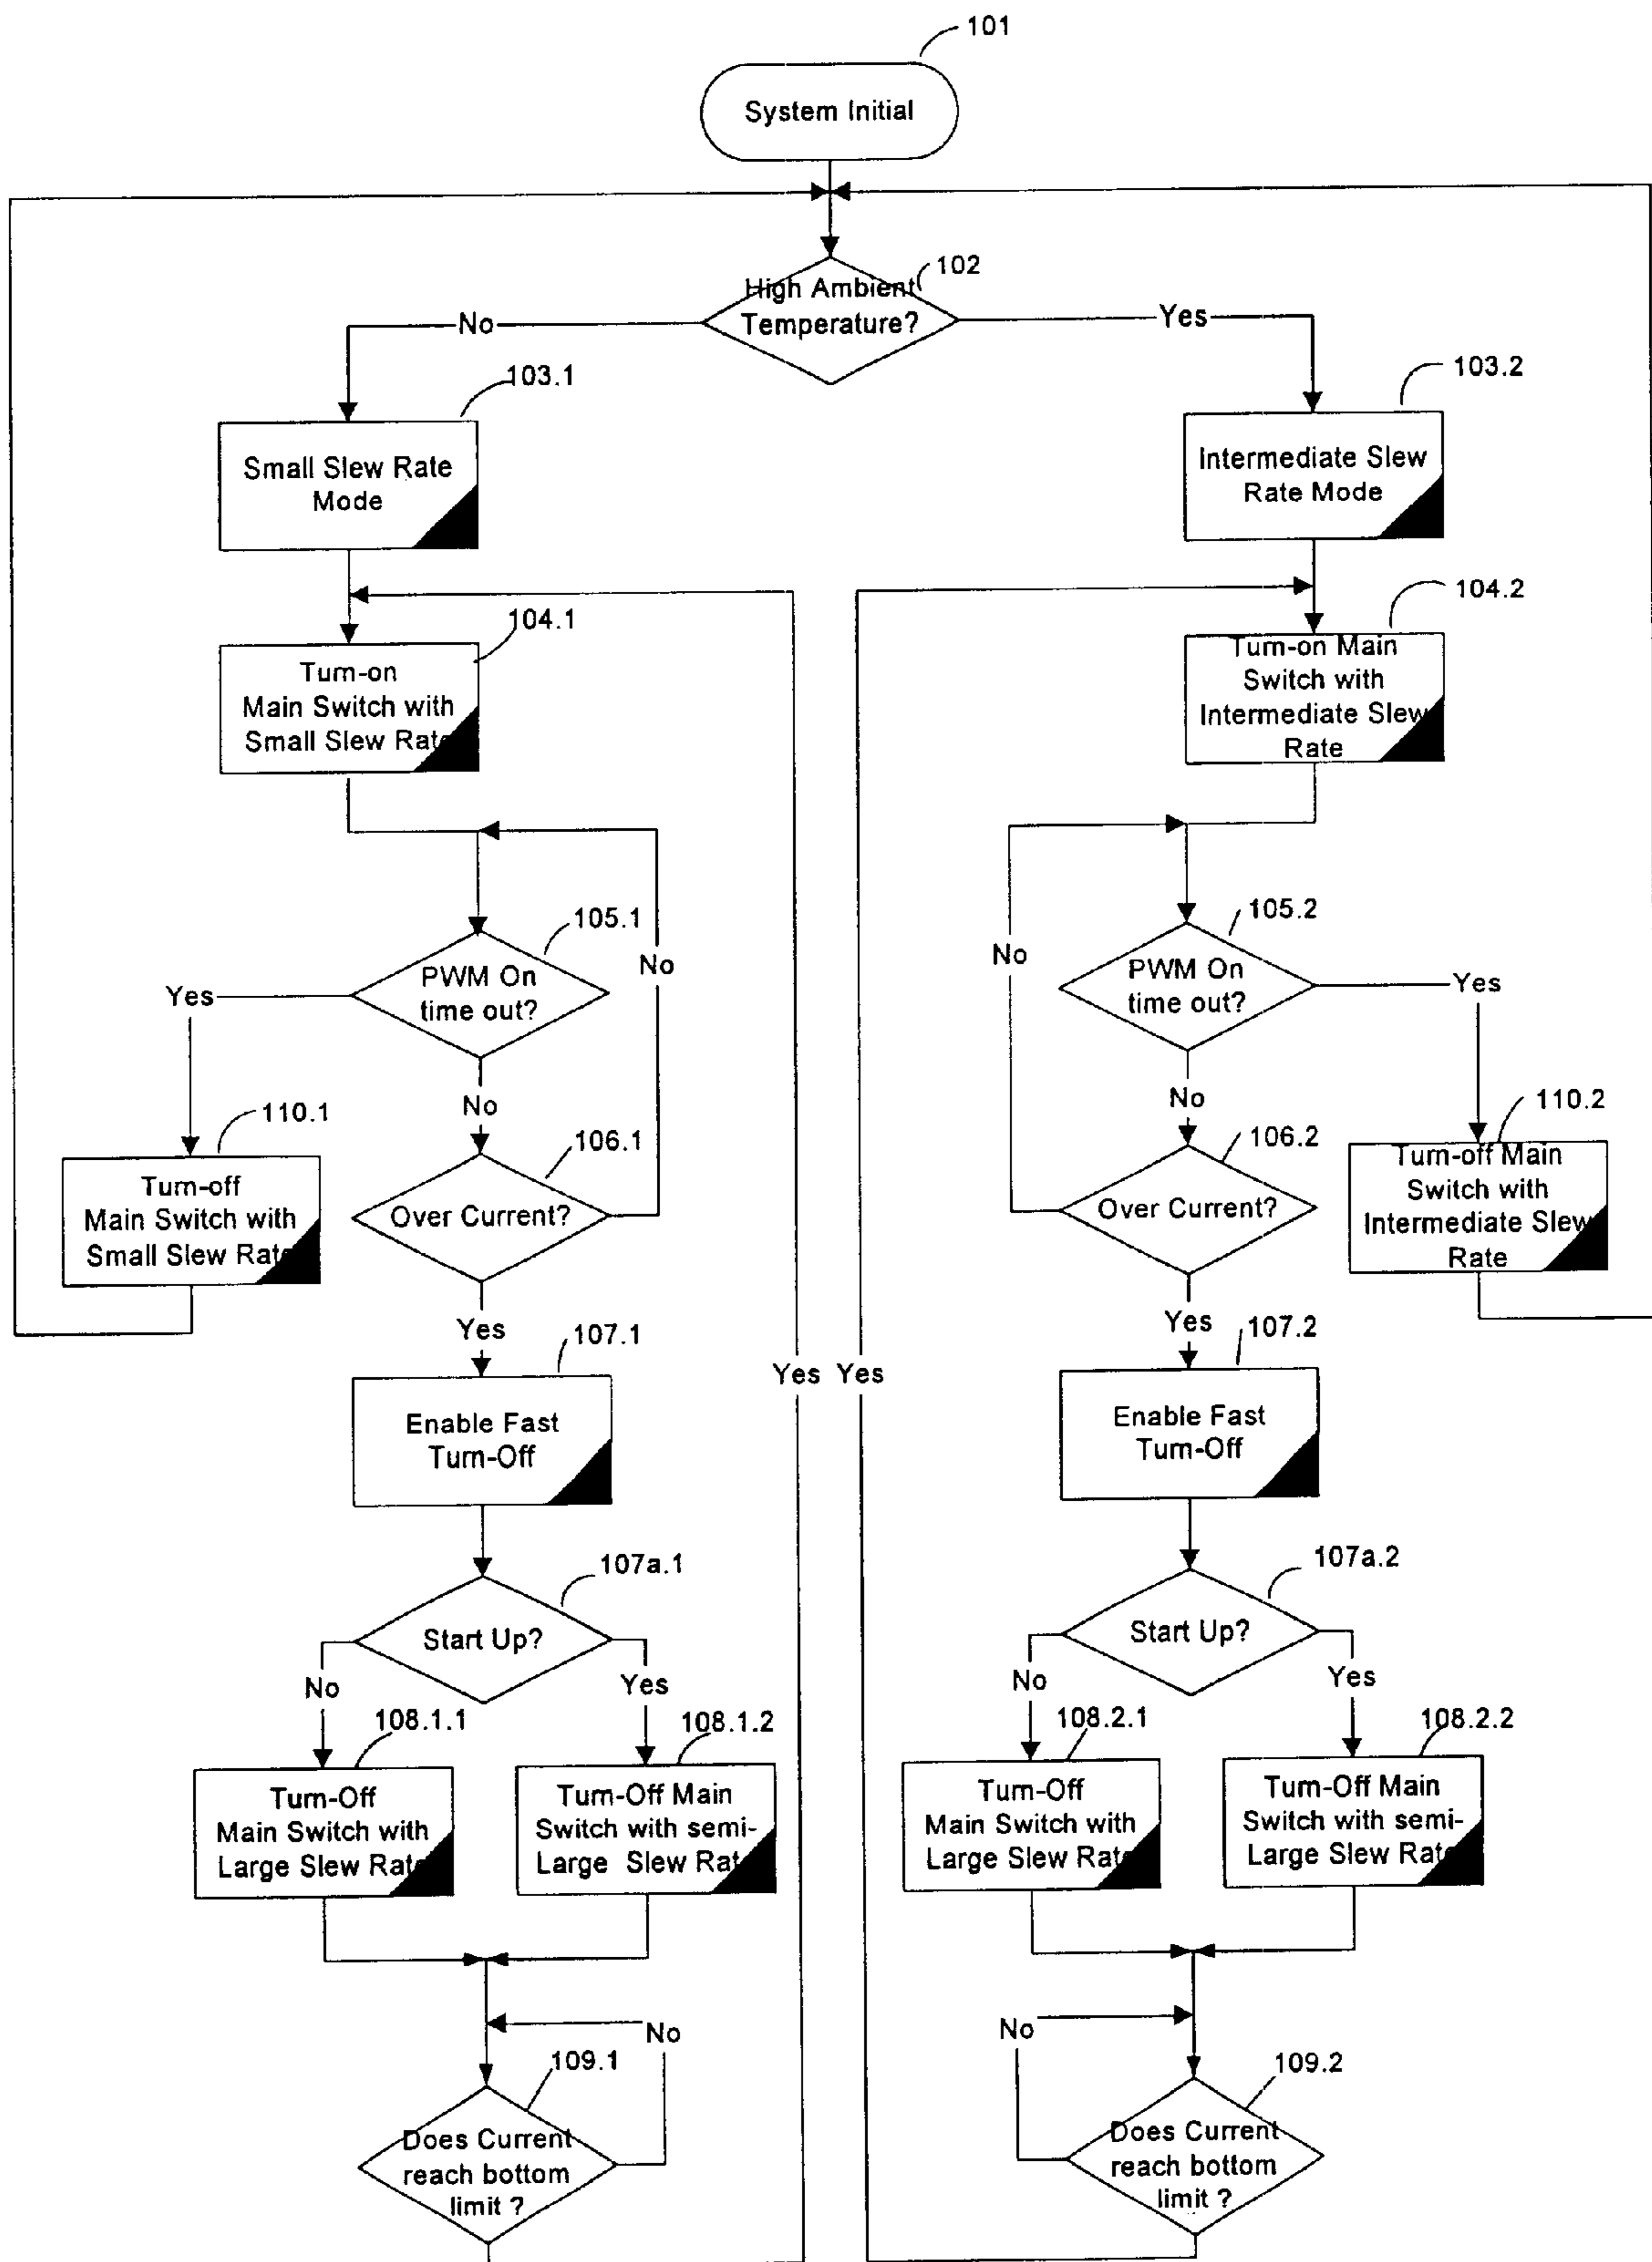 101
System Initial
102
High Ambient
Temperature?
No
Yes
103.1
Small Slew Rate
Mode
103.2
Intermediate Slew
Rate Mode
104.1
Turn-on
Main Switch with
Small Slew Rate
104.2
Turn-on Main
Switch with
Intermediate Slew
Rate
105.1
PWM On
time out?
No
Yes
No
105.2
PWM On
time out?
No
Yes
No
110.1
Turn-off
Main Switch with
Small Slew Rate
106.1
Over Current?
Yes
106.2
Over Current?
Yes
110.2
Turn-off Main
Switch with
Intermediate Slew
Rate
107.1
Enable Fast
Turn-Off
Yes
Yes
107.2
Enable Fast
Turn-Off
107a.1
Start Up?
No
Yes
107a.2
Start Up?
No
Yes
108.1.1
Turn-Off
Main Switch with
Large Slew Rate
108.1.2
Turn-Off Main
Switch with semi-
Large Slew Rate
108.2.1
Turn-Off
Main Switch with
Large Slew Rate
108.2.2
Turn-Off Main
Switch with semi-
Large Slew Rate
No
109.1
Does Current
reach bottom
limit ?
No
109.2
Does Current
reach bottom
limit ?